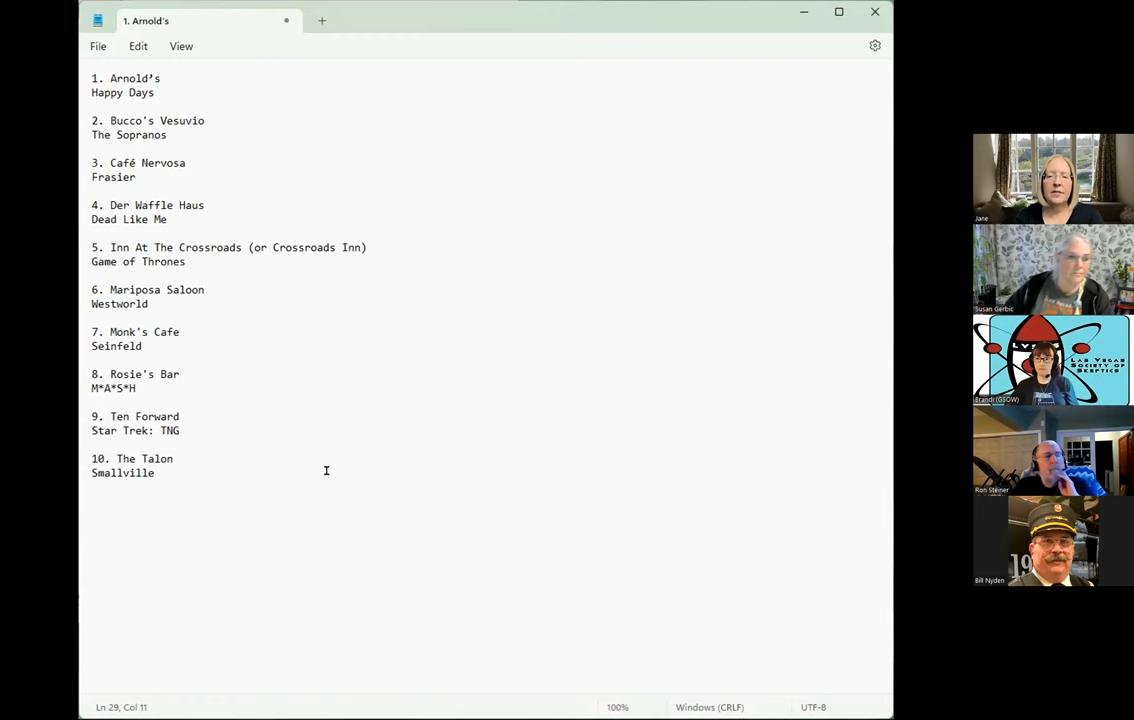 1. Arnold's
File
Edit
View
1. Arnold’s
Happy Days
2. Bucco's Vesuvio
The Sopranos
3. Café Nervosa
Frasier
4. Der Waffle Haus
Dead Like Me
5. Inn At The Crossroads (or Crossroads Inn)
Game of Thrones
6. Mariposa Saloon
Westworld
7. Monk's Cafe
Seinfeld
8. Rosie's Bar
M*A*S*H
9. Ten Forward
Star Trek: TNG
10. The Talon
Smallville
Ln 29, Col 11
100%
Windows (CRLF)
UTF-8
Jane
Susan Gerbic
LAS VEGAS
SOCIETY OF
SKEPTICS
Brandi (GSOW)
Ron Steiner
19
Bill Nyden